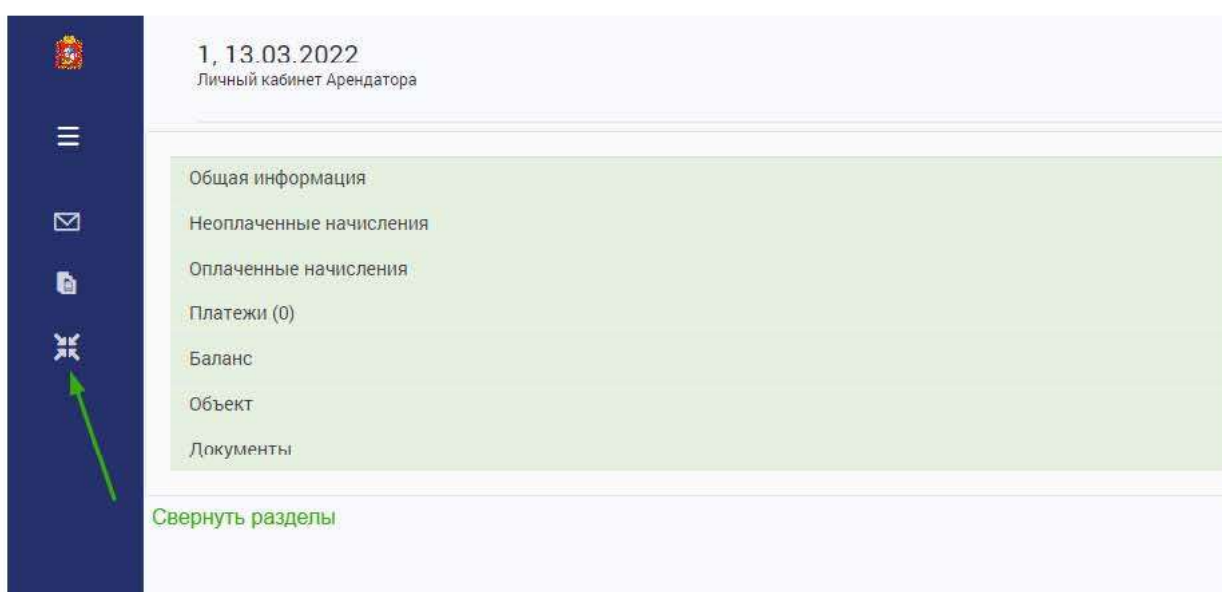 1, 13.03.2022
Личный кабинет Арендатора
Общая информация
Неоплаченные начисления
Оплаченные начисления
Платежи (0)
Баланс
Объект
Документы
Свернуть разделы